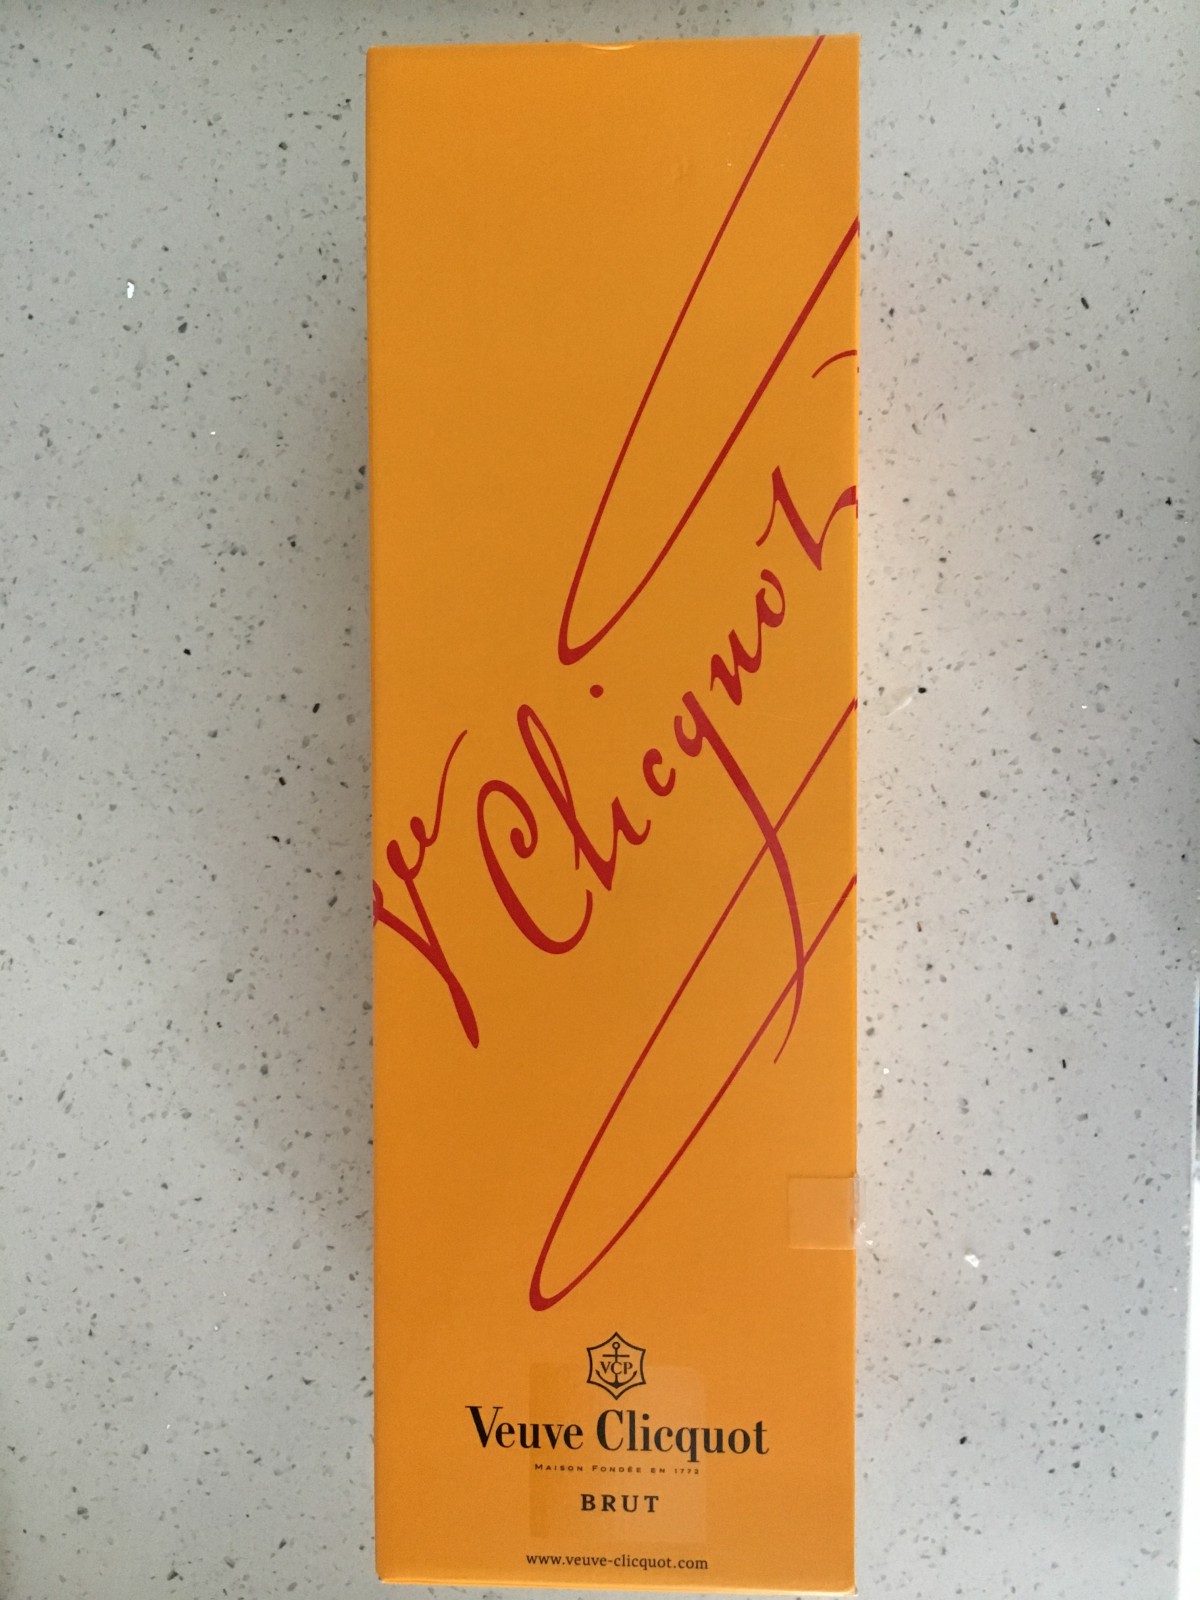 Vve Clicquot
VCP
Veuve Clicquot
MAISON FONDÉE EN 1772
BRUT
www.veuve-clicquot.com